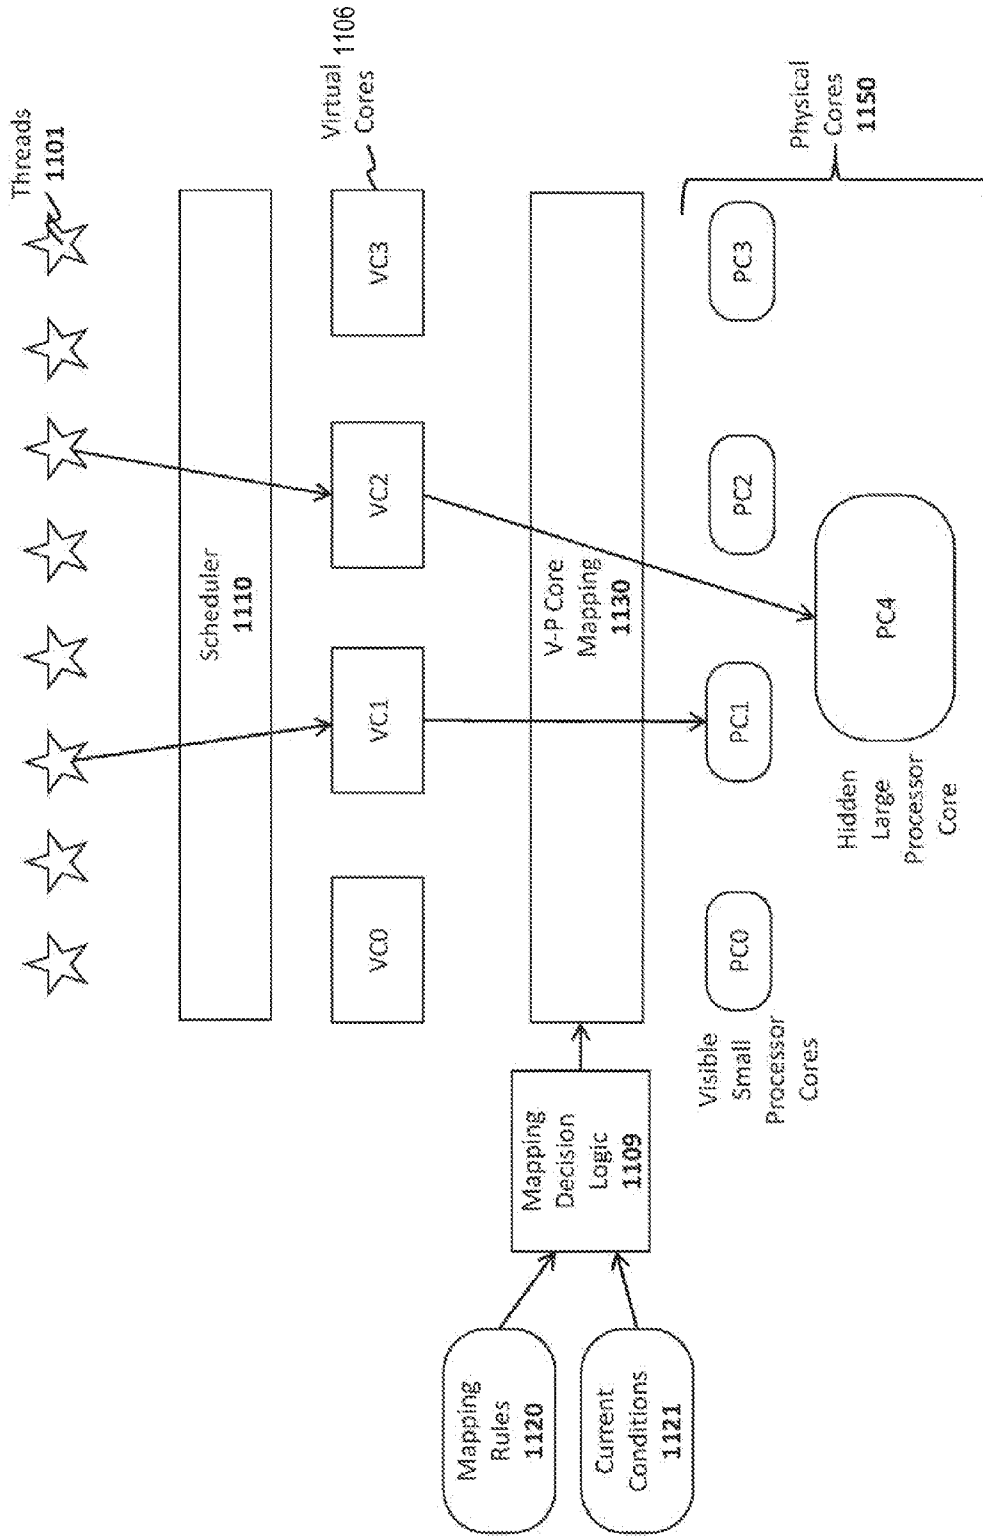 Threads
1101
Scheduler
1110
Virtual 1106
Cores
VC0
VC1
VC2
VC3
Mapping
Rules
1120
Current
Conditions
1121
Mapping
Decision
Logic
1109
V-P Core
Mapping
1130
Visible
Small
Processor
Cores
PC0
PC1
PC2
PC3
Physical
Cores
1150
Hidden
Large
Processor
Core
PC4